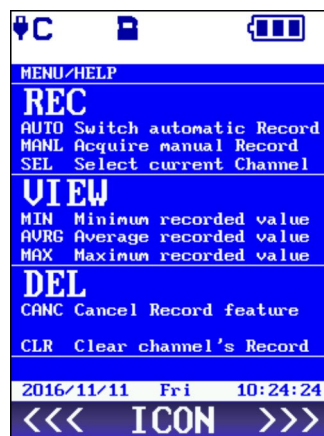 C
MENU/HELP
REC
AUTO Switch automatic Record
MANL Acquire manual Record
SEL Select current Channel
VIEW
MIN Minimum recorded value
AVRG Average recorded value
MAX Maximum recorded value
DEL
CANC Cancel Record feature
CLR Clear channel's Record
2016/11/11 Fri 10:24:24
<<< ICON >>>